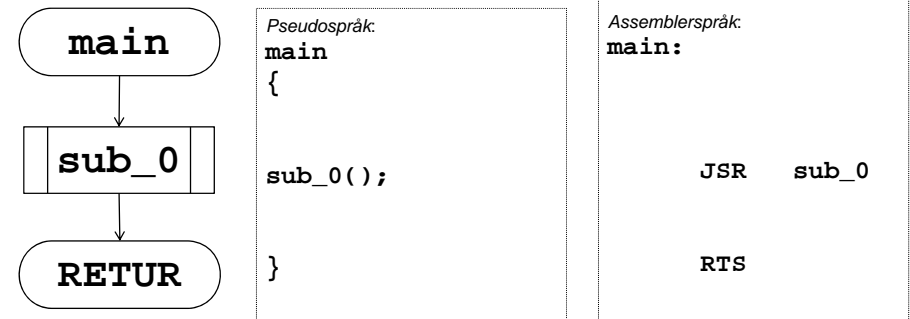 main
sub_0
RETUR
Pseudospråk:
main
{
sub_0();
}
Assemblerspråk:
main:
JSR sub_0
RTS